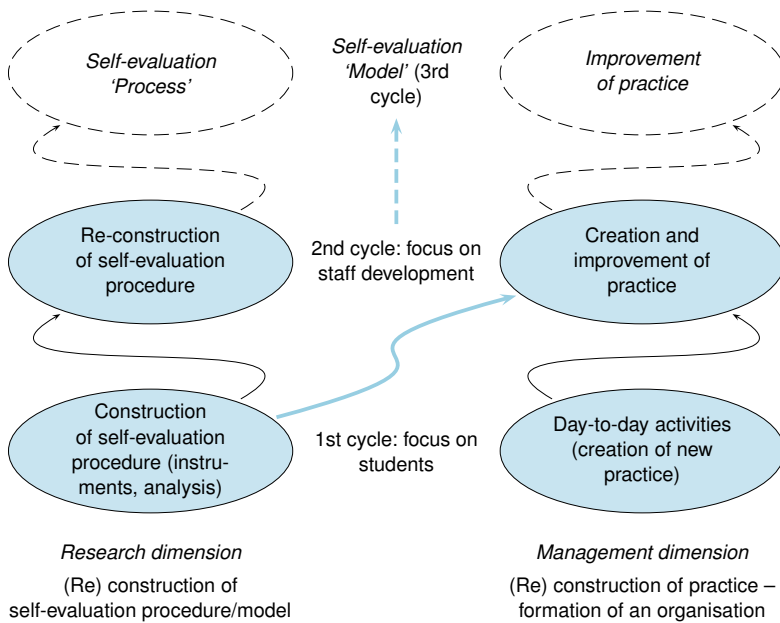 Self-evaluation
‘Process’
Self-evaluation
‘Model’ (3rd
cycle)
Improvement
of practice
Re-construction
of self-evaluation
procedure
2nd cycle: focus on
staff development
Creation and
improvement of
practice
Construction
of self-evaluation
procedure (instru-
ments, analysis)
1st cycle: focus on
students
Day-to-day activities
(creation of new
practice)
Research dimension
(Re) construction of
self-evaluation procedure/model
Management dimension
(Re) construction of practice –
formation of an organisation